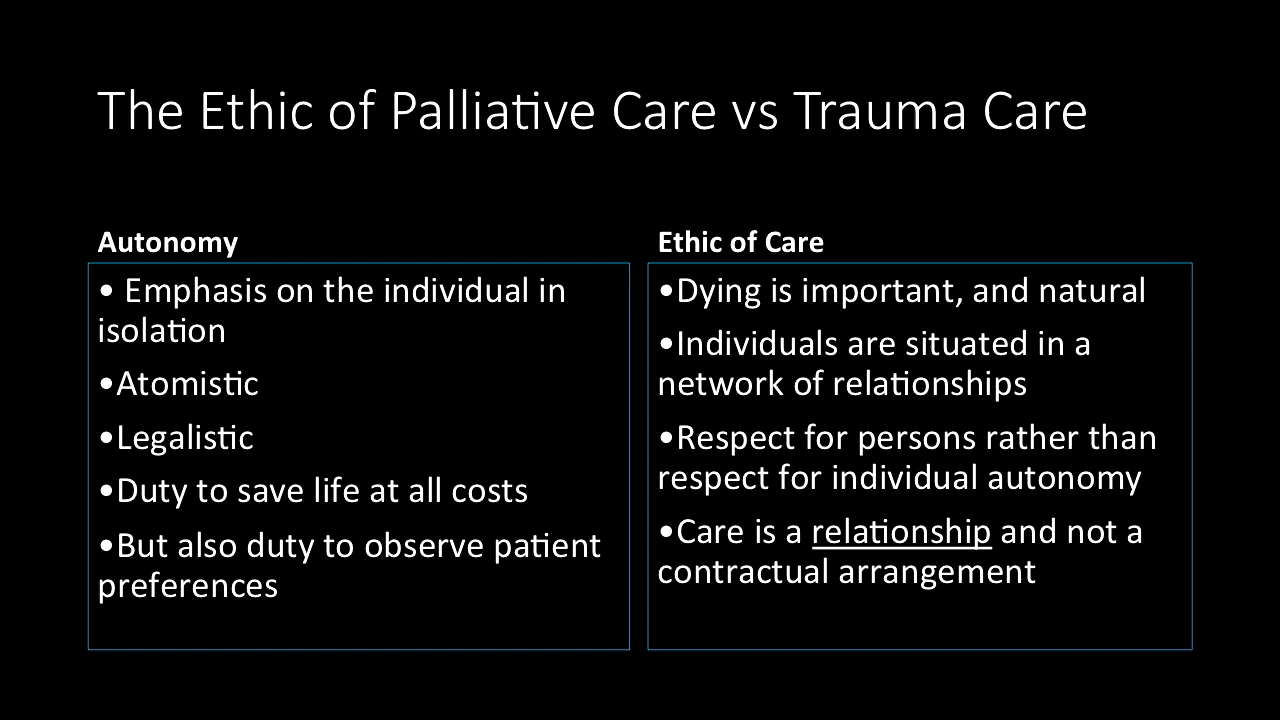 The Ethic of Palliative Care vs Trauma Care
Autonomy
• Emphasis on the individual in
isolation
•Atomistic
•Legalistic
•Duty to save life at all costs
•But also duty to observe patient
preferences
Ethic of Care
•Dying is important, and natural
•Individuals are situated in a
network of relationships
•Respect for persons rather than
respect for individual autonomy
•Care is a relationship and not a
contractual arrangement